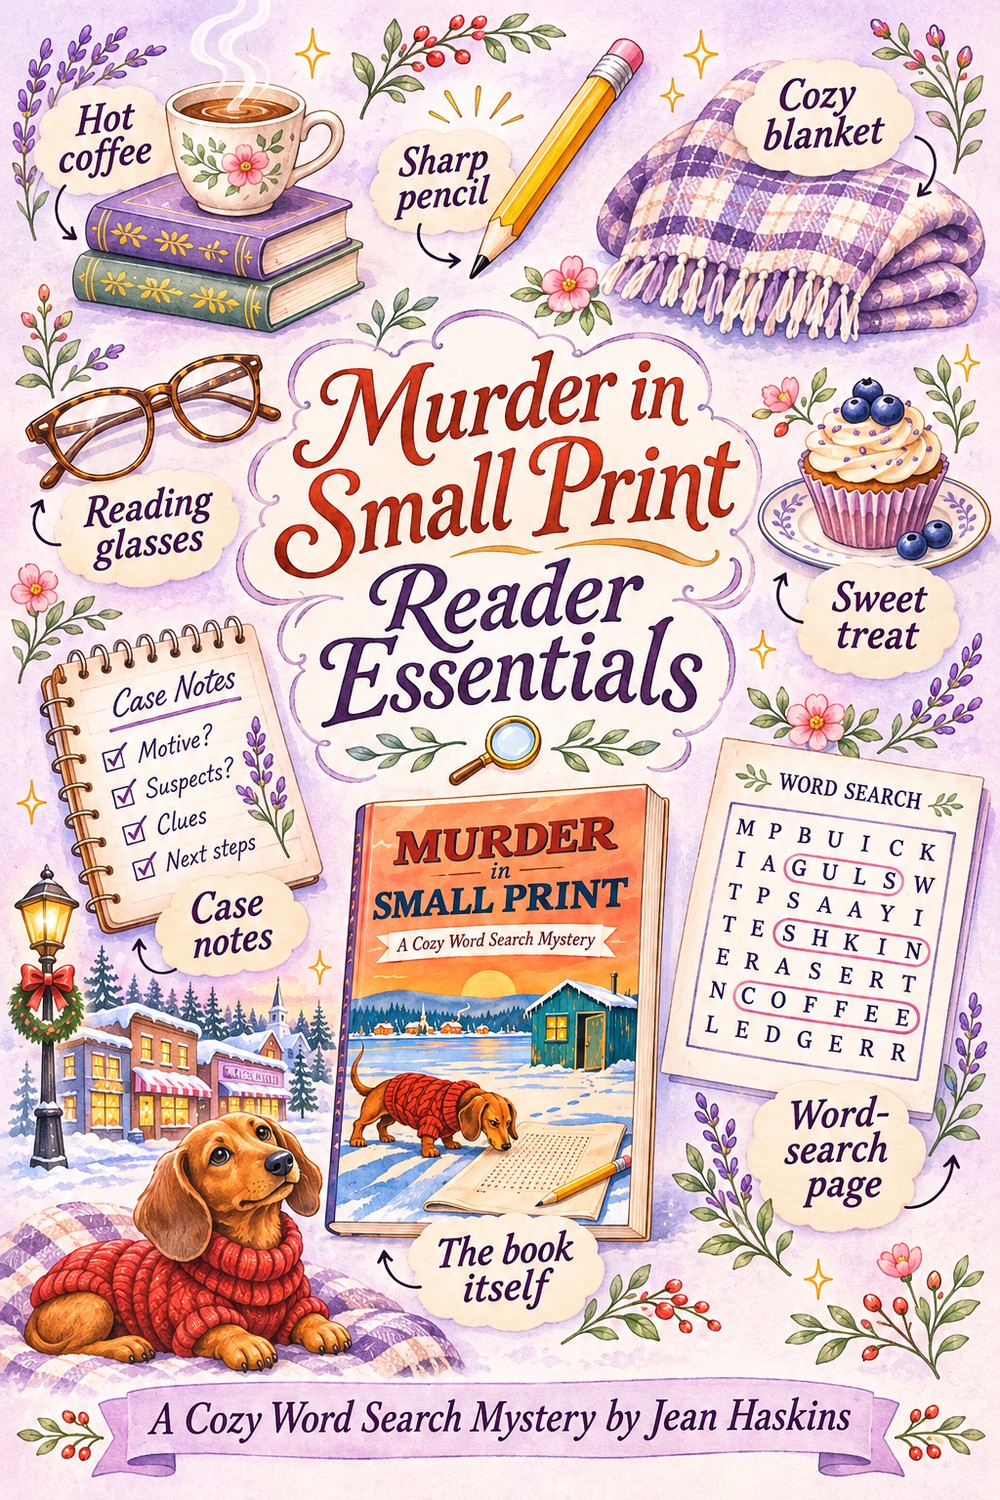 Hot
coffee
Sharp
pencil
Cozy
blanket
Murder in
Small Print
Reader
Essentials
Reading
glasses
Sweet
treat
Case Notes
Motive?
Suspects?
Clues
Next steps
Case
notes
MURDER
in
SMALL PRINT
A Cozy Word Search Mystery
WORD SEARCH
M P B U I C K
I A G U L S W
T P S A A Y I
T E S H K I N
E R A S E R T
N C O F F E E
L E D G E R R
Word-
search
page
The book
itself
A Cozy Word Search Mystery by Jean Haskins